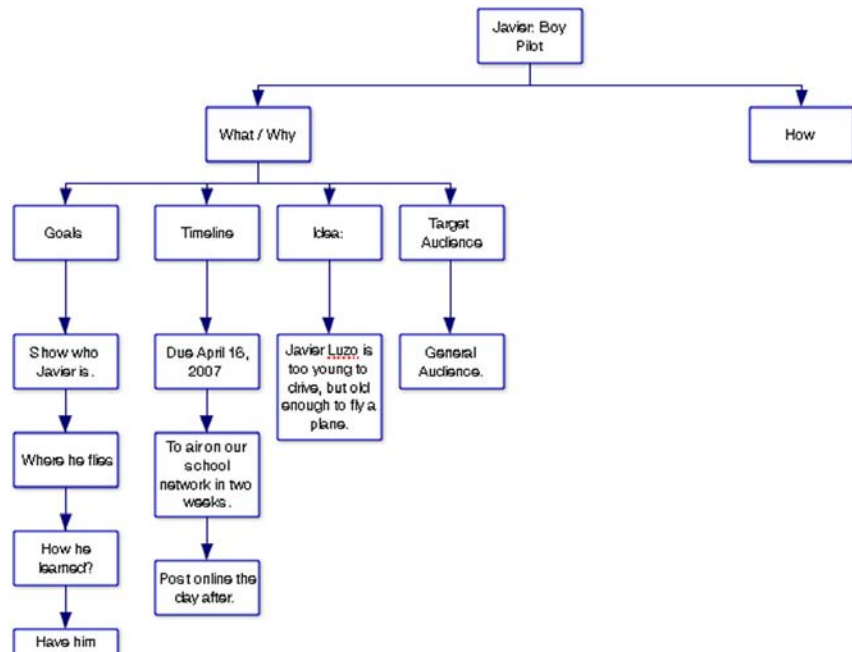 Javier: Boy
Pilot
What / Why
How
Goals
Timeline
Idea:
Target
Audience
Show who
Javier is.
Due April 16,
2007
Javier Luzo is
too young to
drive, but old
enough to fly a
plane.
General
Audience.
Where he flies
To air on our
school
network in two
weeks.
How he
learned?
Post online the
day after.
Have him